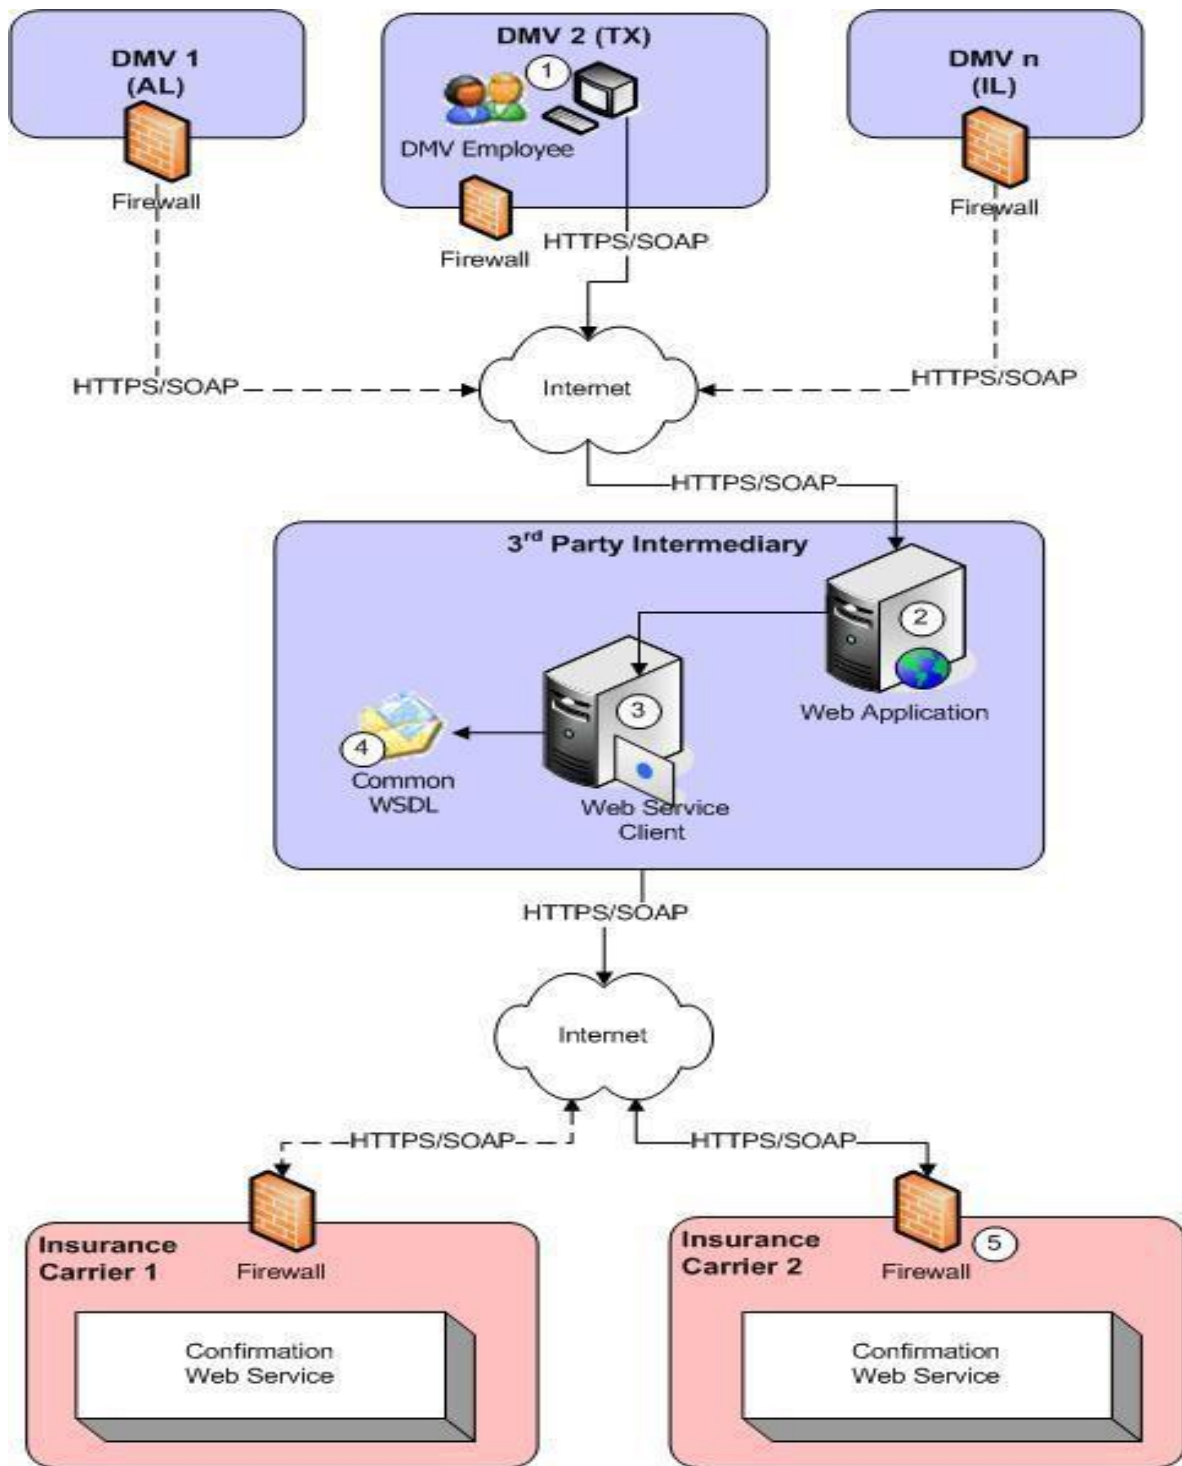 DMV 1
(AL)
Firewall
HTTPS/SOAP
DMV 2 (TX)
1
DMV Employee
Firewall
HTTPS/SOAP
DMV n
(IL)
Firewall
HTTPS/SOAP
Internet
HTTPS/SOAP
3rd Party Intermediary
2
Web Application
3
Web Service
Client
4
Common
WSDL
HTTPS/SOAP
Internet
HTTPS/SOAP
HTTPS/SOAP
Insurance
Carrier 1
Firewall
Confirmation
Web Service
Insurance
Carrier 2
5
Firewall
Confirmation
Web Service